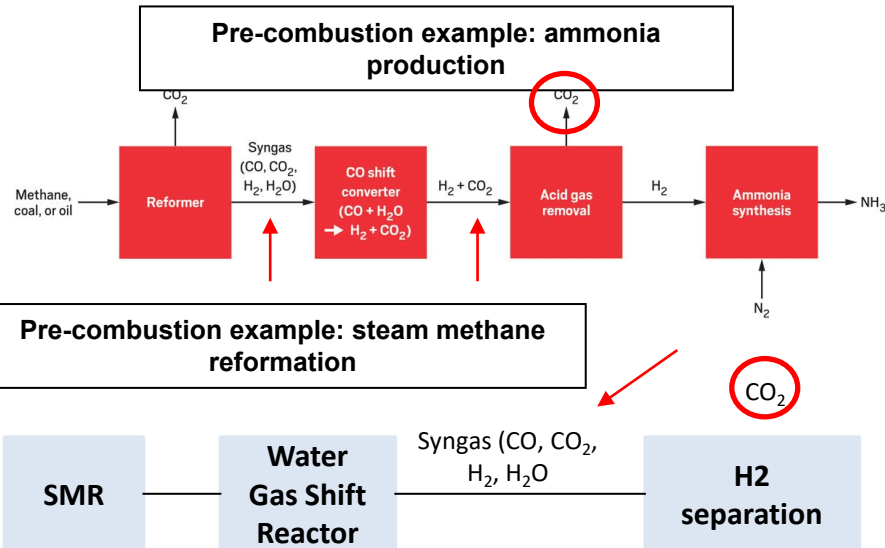 Pre-combustion example: ammonia
production
CO₂
CO₂
Methane,
coal, or oil
Reformer
Syngas
(CO, CO₂,
H₂, H₂O)
CO shift
converter
(CO + H₂O
→ H₂ + CO₂)
H₂ + CO₂
Acid gas
removal
H₂
Ammonia
synthesis
NH₃
N₂
Pre-combustion example: steam methane
reformation
CO₂
SMR
Water
Gas Shift
Reactor
Syngas (CO, CO₂,
H₂, H₂O
H2
separation